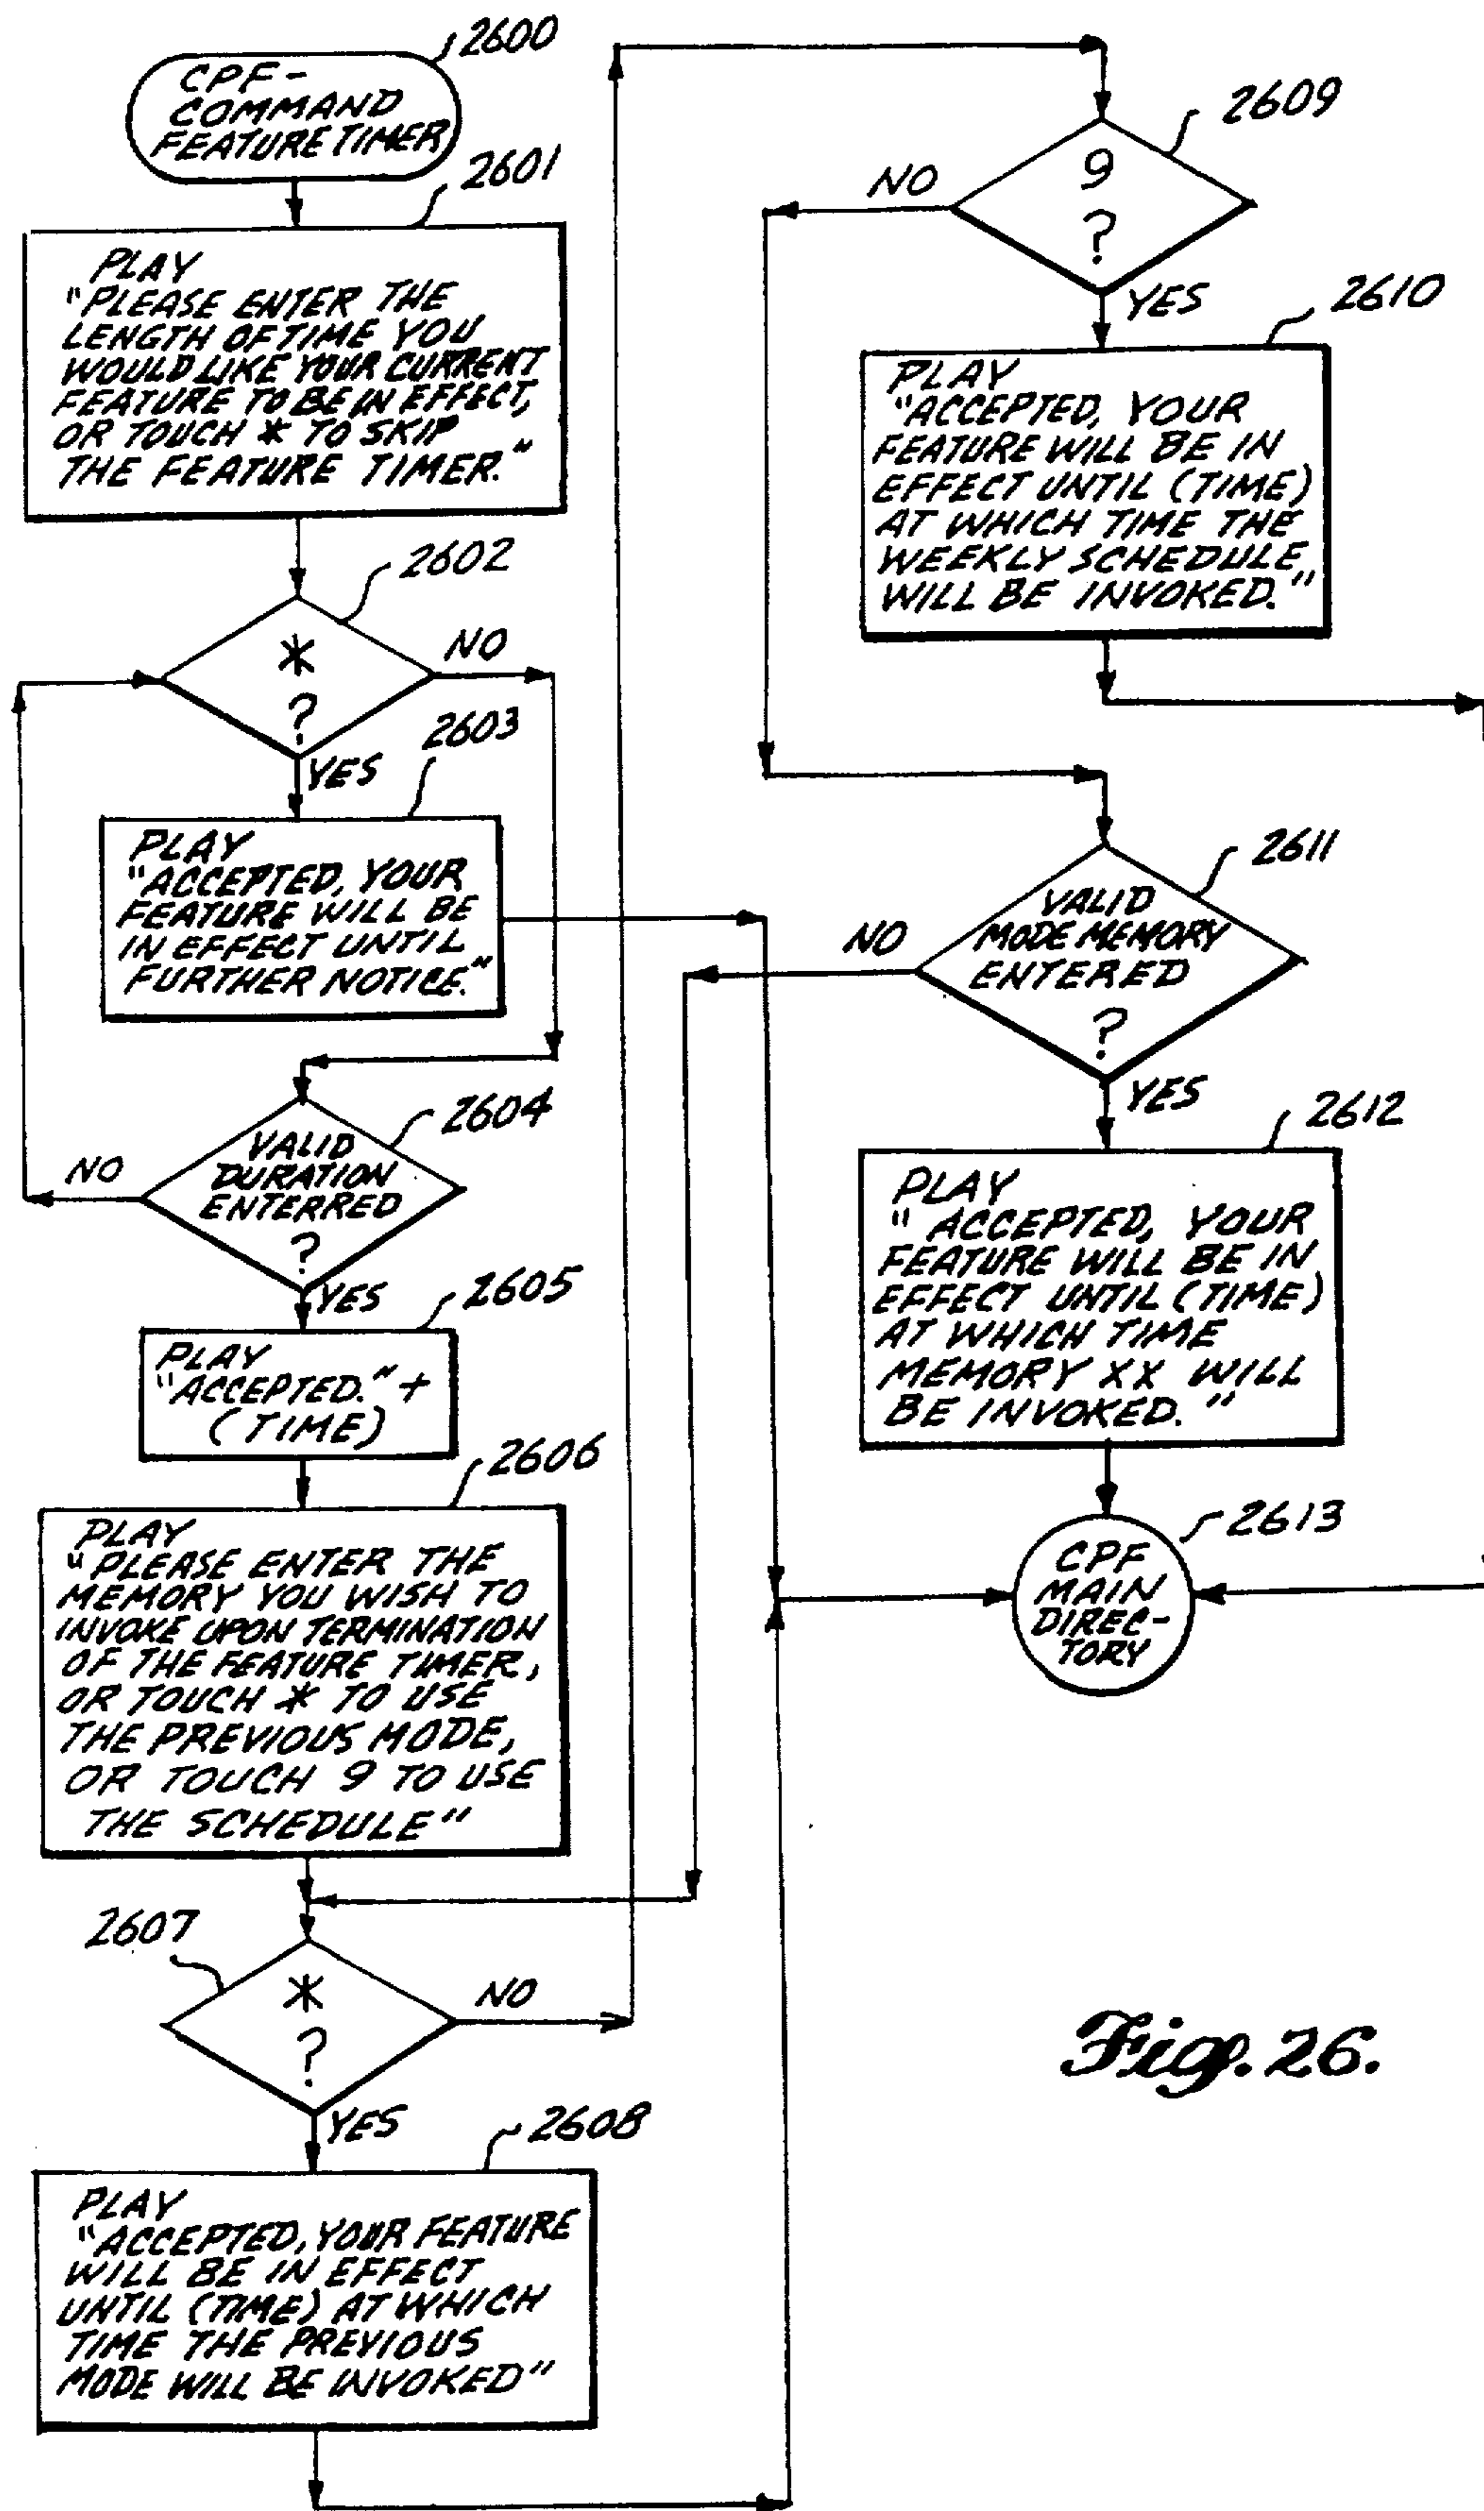 2600
CPF-
COMMAND
FEATURE TIMER
2601
PLAY
"PLEASE ENTER THE
LENGTH OF TIME YOU
WOULD LIKE YOUR CURRENT
FEATURE TO BE IN EFFECT,
OR TOUCH * TO SKIP
THE FEATURE TIMER."
2602
*
?
NO
YES
2603
PLAY
"ACCEPTED, YOUR
FEATURE WILL BE
IN EFFECT UNTIL
FURTHER NOTICE."
2604
VALID
DURATION
ENTERRED
?
NO
YES
2605
PLAY
"ACCEPTED." +
(TIME)
2606
PLAY
"PLEASE ENTER THE
MEMORY YOU WISH TO
INVOKE UPON TERMINATION
OF THE FEATURE TIMER,
OR TOUCH * TO USE
THE PREVIOUS MODE,
OR TOUCH 9 TO USE
THE SCHEDULE"
2607
*
?
NO
YES
2608
PLAY
"ACCEPTED, YOUR FEATURE
WILL BE IN EFFECT
UNTIL (TIME) AT WHICH
TIME THE PREVIOUS
MODE WILL BE INVOKED"
2609
9
?
NO
YES
2610
PLAY
"ACCEPTED, YOUR
FEATURE WILL BE IN
EFFECT UNTIL (TIME)
AT WHICH TIME THE
WEEKLY SCHEDULE
WILL BE INVOKED."
2611
VALID
MODE MEMORY
ENTERED
?
NO
YES
2612
PLAY
"ACCEPTED, YOUR
FEATURE WILL BE IN
EFFECT UNTIL (TIME)
AT WHICH TIME
MEMORY XX WILL
BE INVOKED."
2613
CPF
MAIN
DIREC-
TORY
Fig. 26.